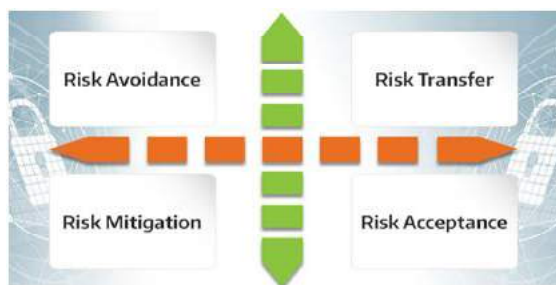 Risk Avoidance
Risk Transfer
Risk Mitigation
Risk Acceptance